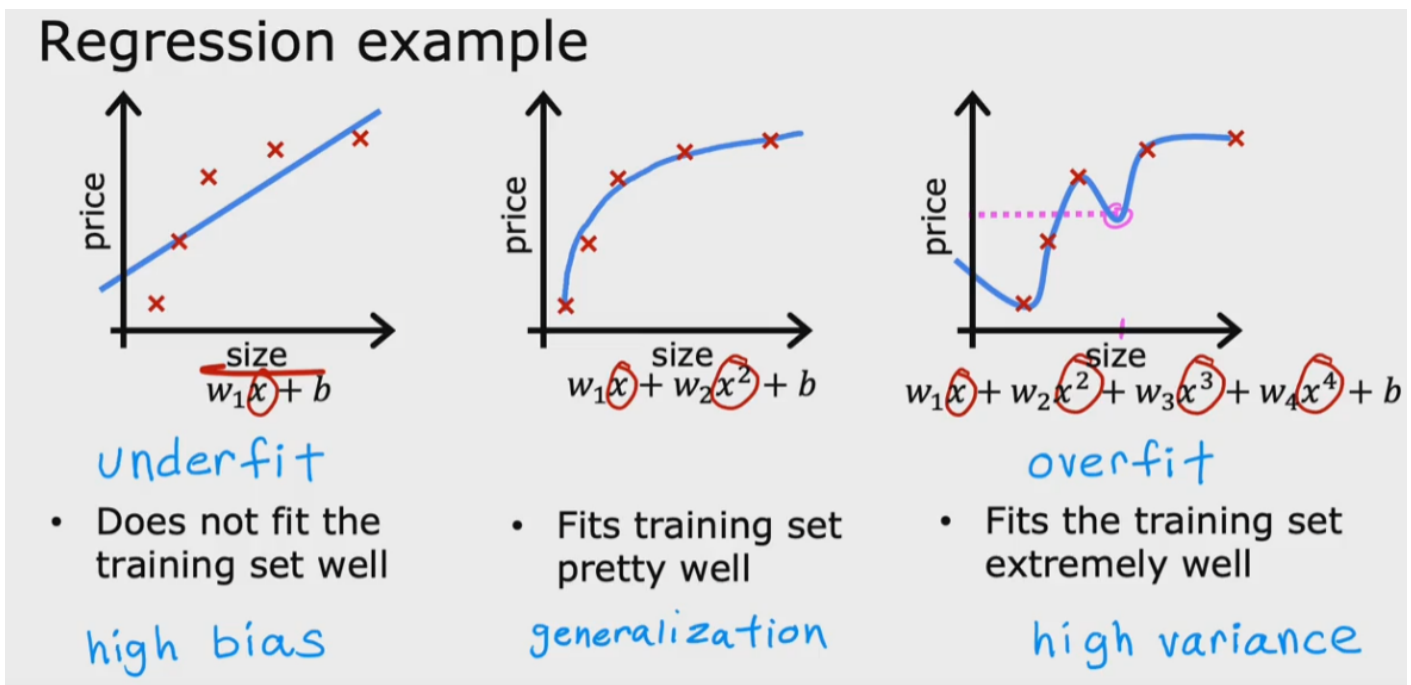 Regression example
price
size
w₁x + b
underfit
• Does not fit the
training set well
high bias
price
size
w₁x + w₂x² + b
• Fits training set
pretty well
generalization
price
size
w₁x + w₂x² + w₃x³ + w₄x⁴ + b
overfit
• Fits the training set
extremely well
high variance